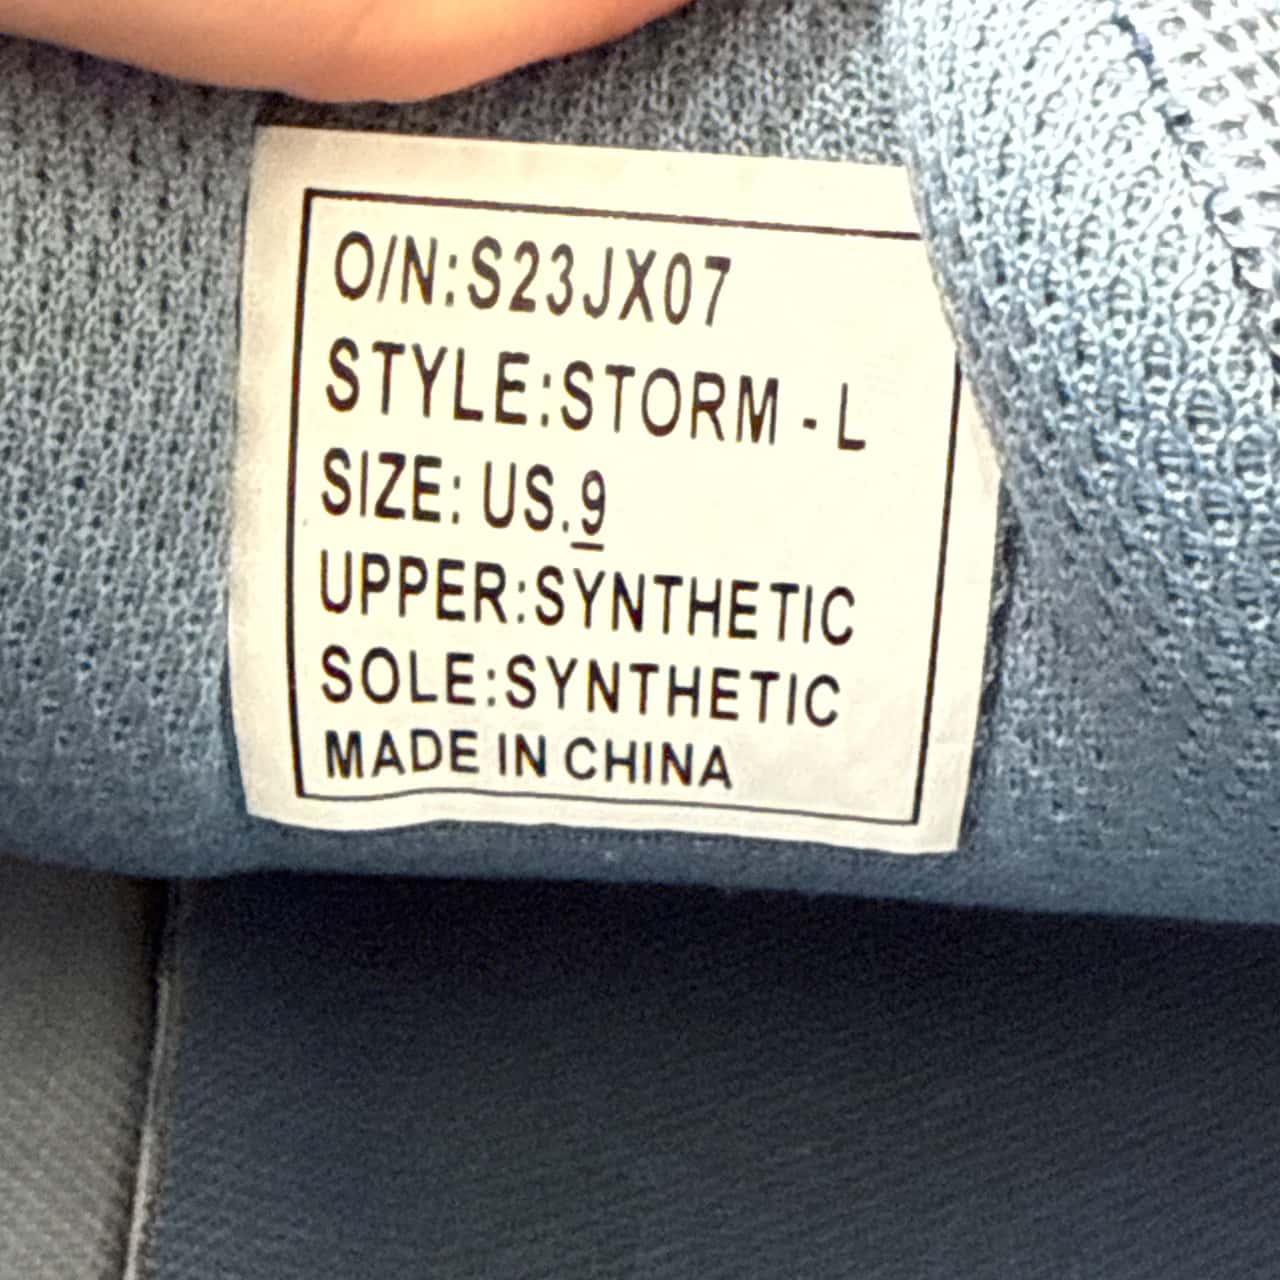 O/N:S23JX07
STYLE:STORM - L
SIZE: US.9
UPPER:SYNTHETIC
SOLE:SYNTHETIC
MADE IN CHINA